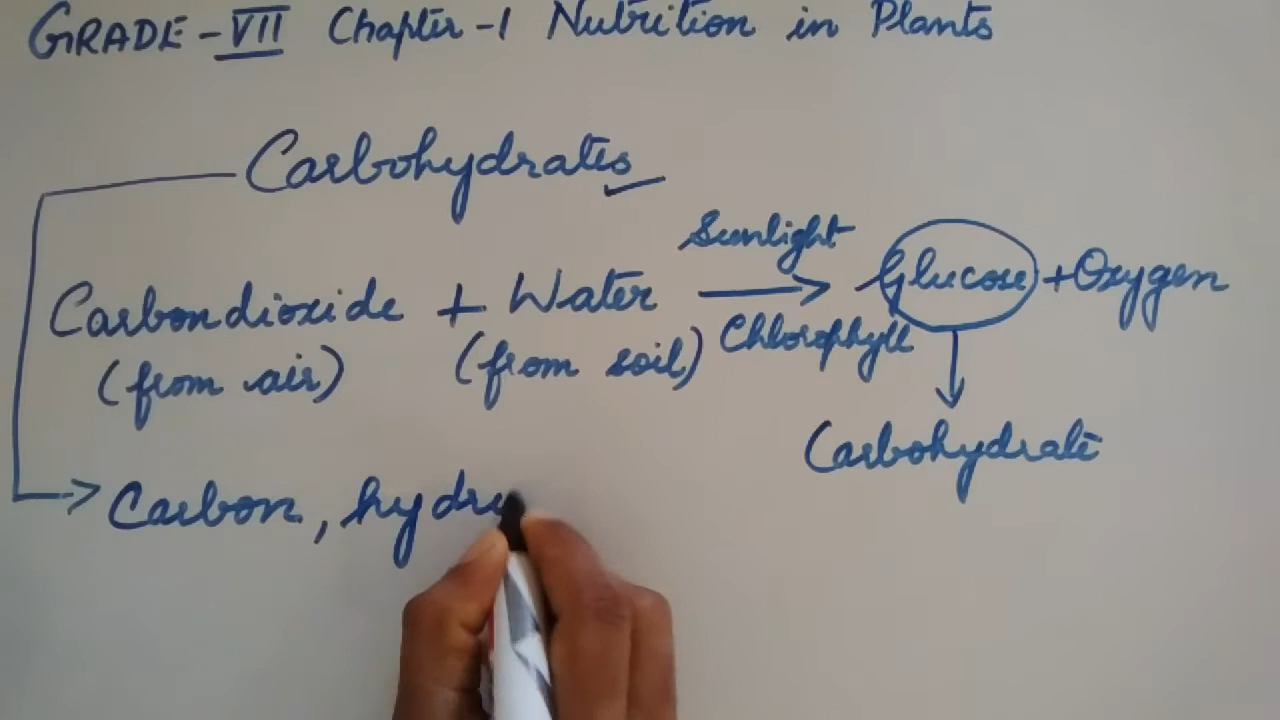 GRADE-VII Chapter-1 Nutrition in Plants
Carbohydrates
Sunlight
Carbondioxide + Water → Glucose + Oxygen
(from air) (from soil) Chlorophyll
Carbohydrate
Carbon, hydro